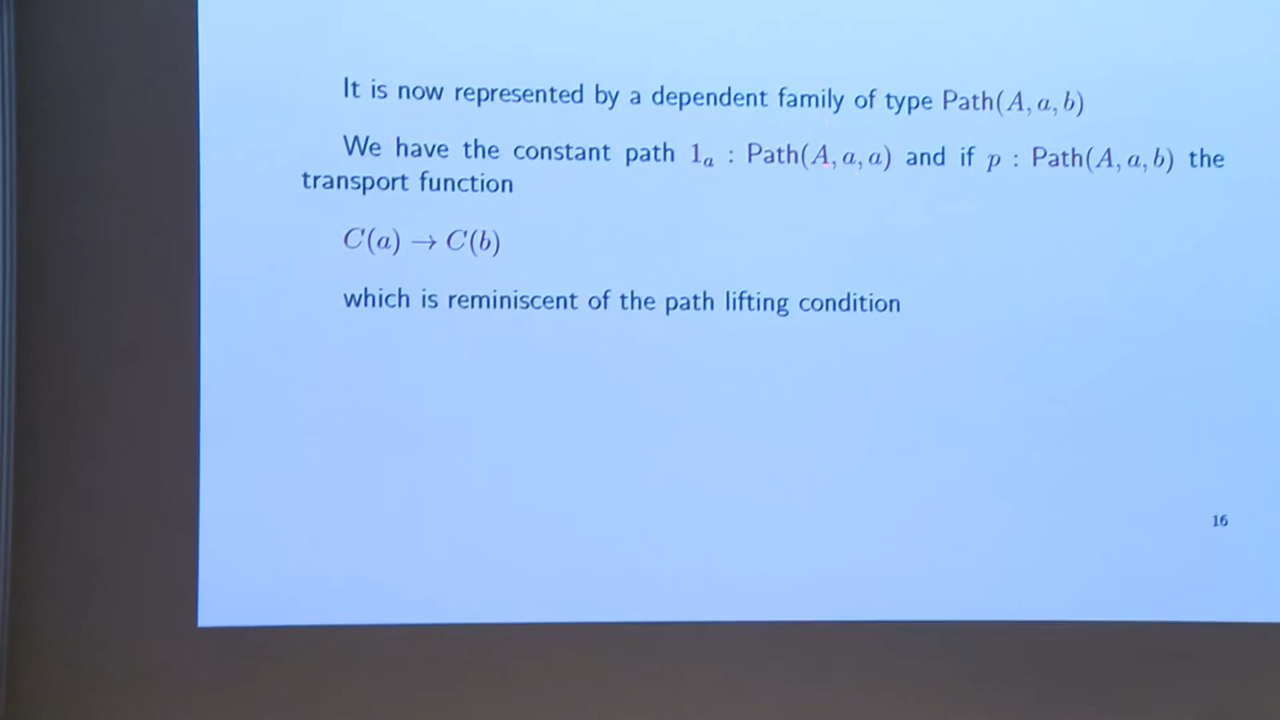 It is now represented by a dependent family of type Path(A, a, b)
We have the constant path 1ₐ : Path(A, a, a) and if p : Path(A, a, b) the
transport function
C(a) → C(b)
which is reminiscent of the path lifting condition
16